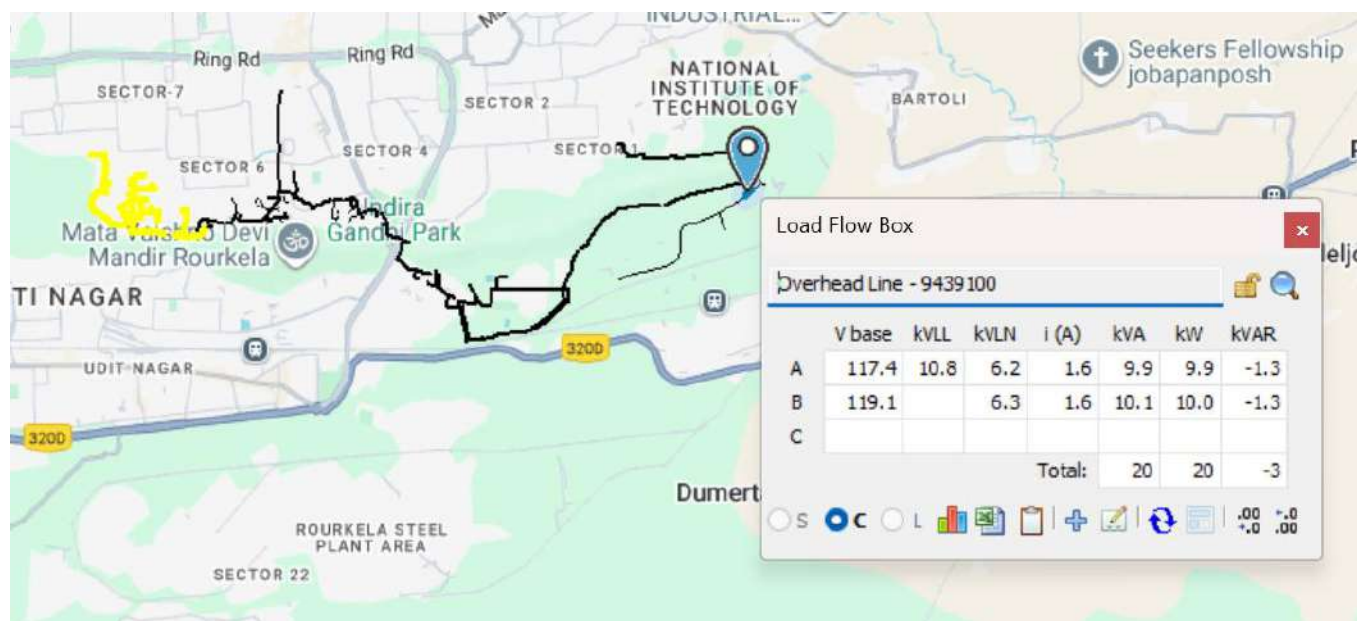 INDUSTRIAL...
Seekers Fellowship
jobapanposh
Ring Rd
Ring Rd
NATIONAL
INSTITUTE OF
TECHNOLOGY
SECTOR-7
SECTOR 2
BARTOLI
SECTOR 4
SECTOR 1
SECTOR 6
Indira
Gandhi Park
Mata Vaishno Devi
Mandir Rourkela
TI NAGAR
UDIT NAGAR
320D
320D
Dumert
ROURKELA STEEL
PLANT AREA
SECTOR 22
Load Flow Box
Overhead Line - 9439100
V base kVLL kVLN i (A) kVA kW kVAR
A 117.4 10.8 6.2 1.6 9.9 9.9 -1.3
B 119.1 6.3 1.6 10.1 10.0 -1.3
C
Total: 20 20 -3
S C L